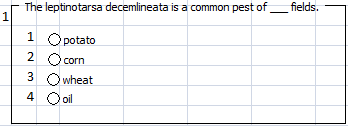 The leptinotarsa decemlineata is a common pest of ___ fields.
1
1 potato
2 corn
3 wheat
4 oil